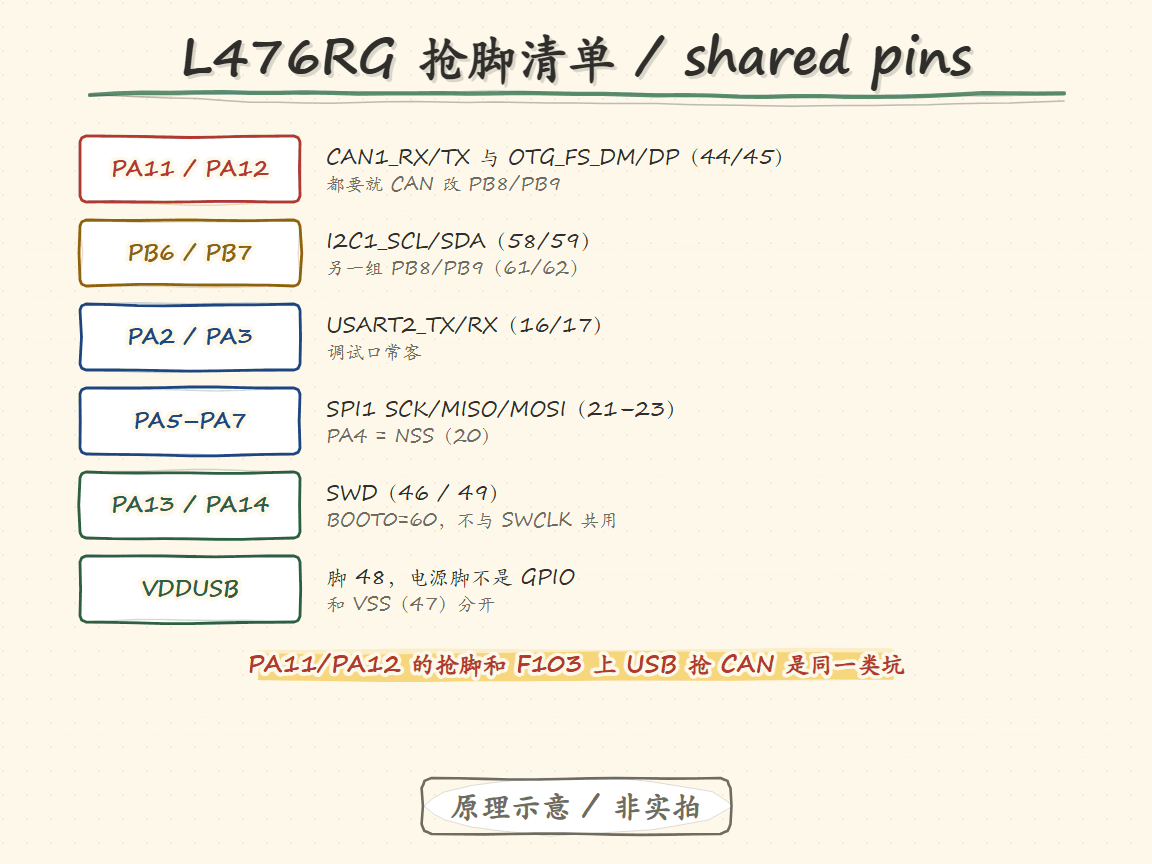 L476RG 抢脚清单 / shared pins
PA11 / PA12
CAN1_RX/TX 与 OTG_FS_DM/DP（44/45）
都要就 CAN 改 PB8/PB9
PB6 / PB7
I2C1_SCL/SDA（58/59）
另一组 PB8/PB9（61/62）
PA2 / PA3
USART2_TX/RX（16/17）
调试口常客
PA5–PA7
SPI1 SCK/MISO/MOSI（21–23）
PA4 = NSS（20）
PA13 / PA14
SWD（46 / 49）
BOOT0=60，不与 SWCLK 共用
VDDUSB
脚 48，电源脚不是 GPIO
和 VSS（47）分开
PA11/PA12 的抢脚和 F103 上 USB 抢 CAN 是同一类坑
原理示意 / 非实拍